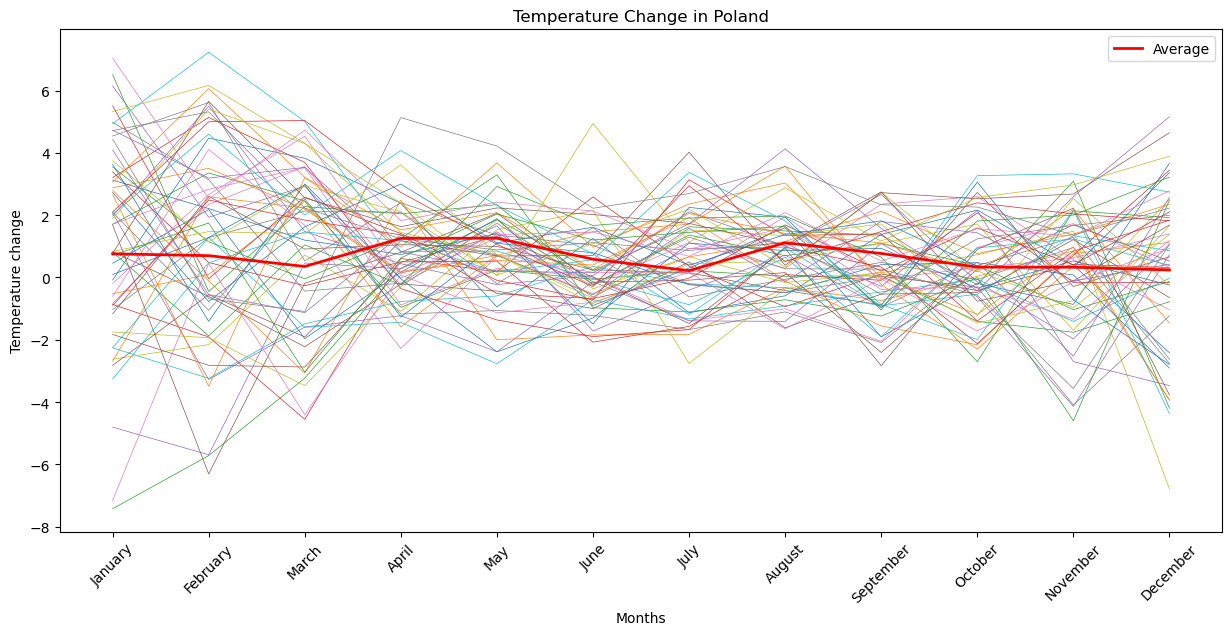 Temperature Change in Poland
Average
Temperature change
6
4
2
0
−2
−4
−6
−8
January
February
March
April
May
June
July
August
September
October
November
December
Months